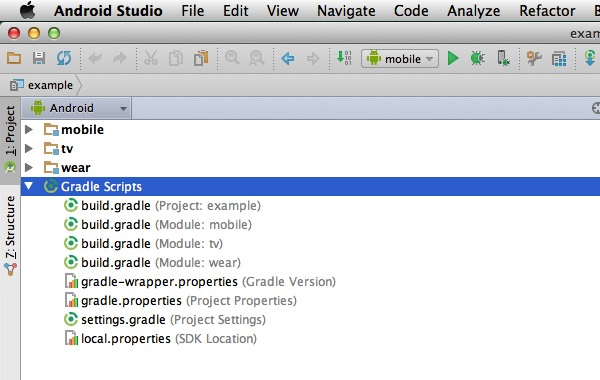 Android Studio File Edit View Navigate Code Analyze Refactor
mobile
example
Android
1: Project
mobile
tv
wear
Gradle Scripts
build.gradle (Project: example)
build.gradle (Module: mobile)
build.gradle (Module: tv)
build.gradle (Module: wear)
gradle-wrapper.properties (Gradle Version)
gradle.properties (Project Properties)
settings.gradle (Project Settings)
local.properties (SDK Location)
Z: Structure